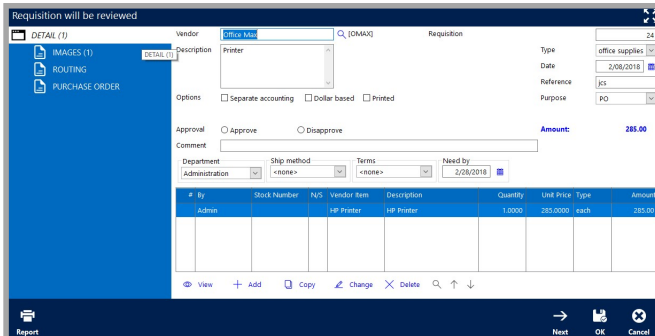 Requisition will be reviewed
DETAIL (1)
IMAGES (1)
ROUTING
PURCHASE ORDER
DETAIL (1)
Vendor Office Max [OMAX] Requisition 24
Description Printer Type office supplies
Date 2/08/2018
Reference jcs
Options Separate accounting Dollar based Printed Purpose PO
Approval Approve Disapprove Amount: 285.00
Comment
Department Ship method Terms Need by
Administration <none> <none> 2/28/2018
# By Stock Number N/S Vendor Item Description Quantity Unit Price Type Amount
Admin HP Printer HP Printer 1.0000 285.0000 each 285.00
View Add Copy Change Delete
Report Next OK Cancel